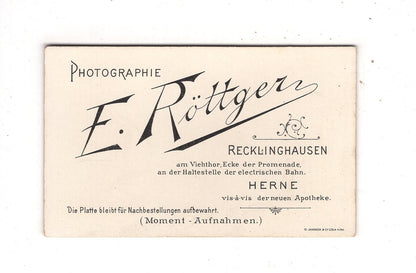 PHOTOGRAPHIE
E. Röttger
RECKLINGHAUSEN
am Viehthor, Ecke der Promenade,
an der Haltestelle der electrischen Bahn.
HERNE
vis-à-vis der neuen Apotheke.
Die Platte bleibt für Nachbestellungen aufbewahrt.
(Moment-Aufnahmen.)